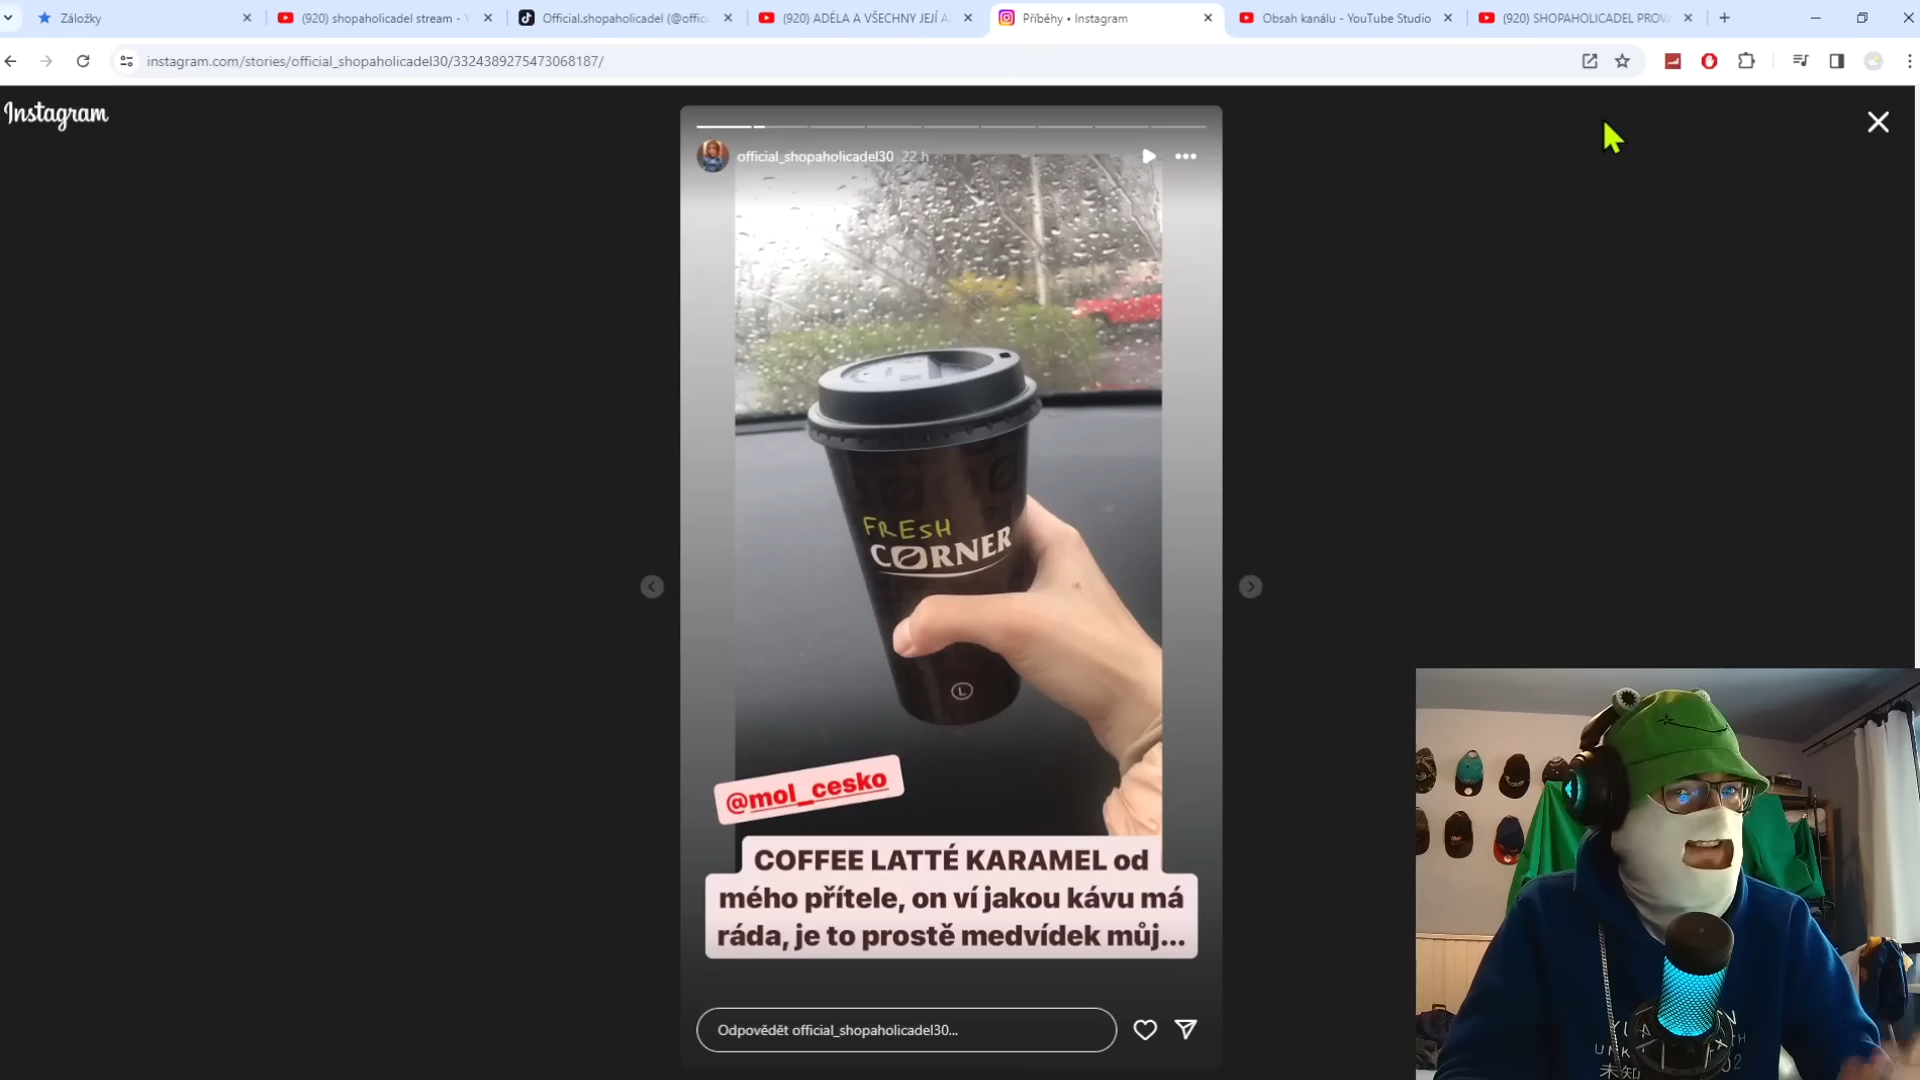 Záložky
(920) shopaholicadel stream -
Official.shopaholicadel (@offic
(920) ADÉLA A VŠECHNY JEJÍ A
Příběhy • Instagram
Obsah kanálu - YouTube Studio
(920) SHOPAHOLICADEL PROV
instagram.com/stories/official_shopaholicadel30/3324389275473068187/
Instagram
official_shopaholicadel30 22 h
FRESH
CORNER
L
@mol_cesko
COFFEE LATTÉ KARAMEL od
mého přítele, on ví jakou kávu má
ráda, je to prostě medvídek můj...
Odpovědět official_shopaholicadel30...